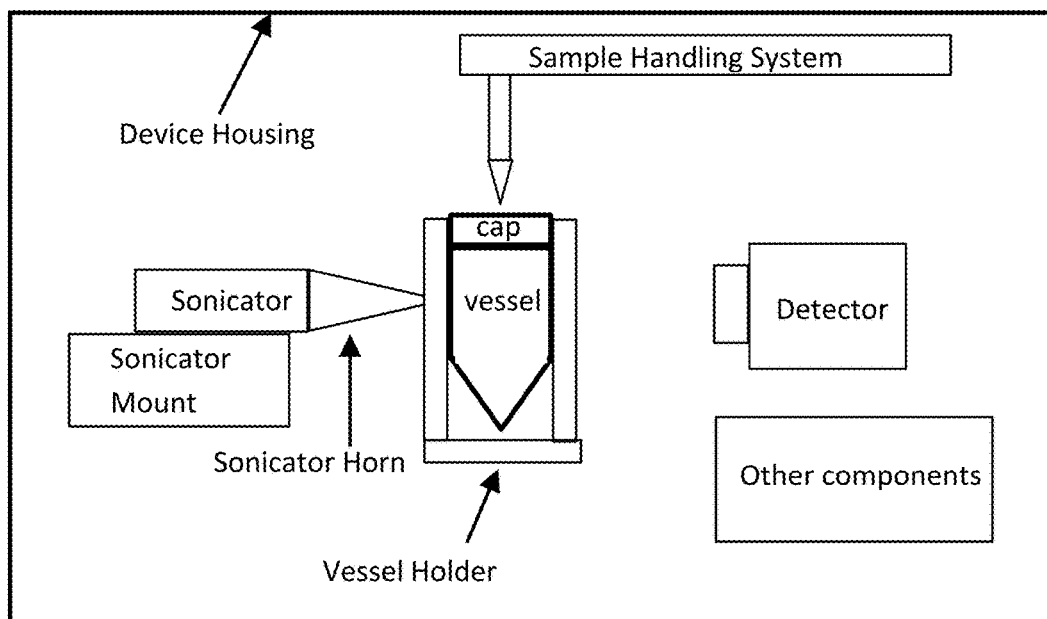 Sample Handling System
Device Housing
cap
Sonicator
vessel
Detector
Sonicator
Mount
Sonicator Horn
Other components
Vessel Holder